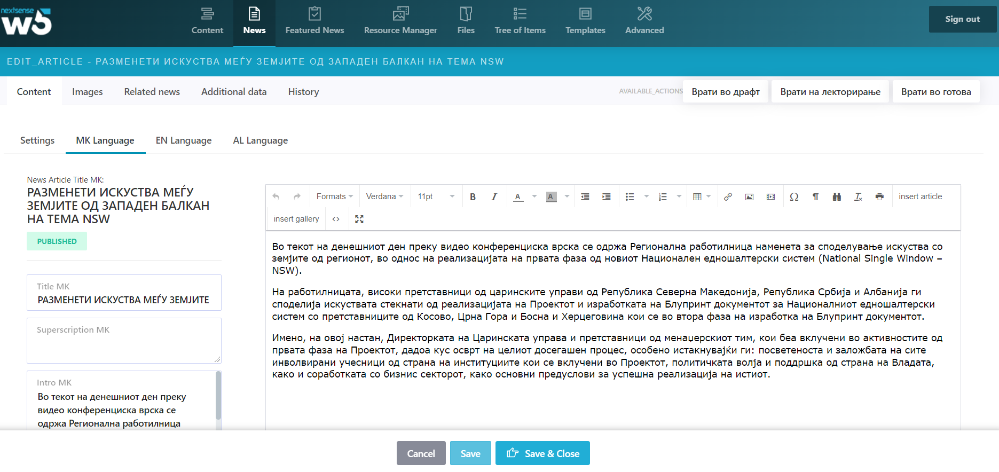 nextsense
w5
Content
News
Featured News
Resource Manager
Files
Tree of Items
Templates
Advanced
Sign out
EDIT_ARTICLE - РАЗМЕНЕТИ ИСКУСТВА МЕЃУ ЗЕМЈИТЕ ОД ЗАПАДЕН БАЛКАН НА ТЕМА NSW
Content
Images
Related news
Additional data
History
AVAILABLE_ACTIONS
Врати во драфт
Врати на лекторирање
Врати во готова
Settings
MK Language
EN Language
AL Language
News Article Title MK:
РАЗМЕНЕТИ ИСКУСТВА МЕЃУ
ЗЕМЈИТЕ ОД ЗАПАДЕН БАЛКАН
НА ТЕМА NSW
PUBLISHED
Title MK
РАЗМЕНЕТИ ИСКУСТВА МЕЃУ ЗЕМЈИТЕ
Superscription MK
Intro MK
Во текот на денешниот ден преку
видео конференциска врска се
одржа Регионална работилница
Formats
Verdana
11pt
B
I
A
A
insert article
insert gallery
Во текот на денешниот ден преку видео конференциска врска се одржа Регионална работилница наменета за споделување искуства со
земјите од регионот, во однос на реализацијата на првата фаза од новиот Национален едношалтерски систем (National Single Window –
NSW).
На работилницата, високи претставници од царинските управи од Република Северна Македонија, Република Србија и Албанија ги
споделија искуствата стекнати од реализацијата на Проектот и изработката на Блупринт документот за Националниот едношалтерски
систем со претставниците од Косово, Црна Гора и Босна и Херцеговина кои се во втора фаза на изработка на Блупринт документот.
Имено, на овој настан, Директорката на Царинската управа и претставници од менаџерскиот тим, кои беа вклучени во активностите од
првата фаза на Проектот, дадоа кус осврт на целиот досегашен процес, особено истакнувајќи ги: посветеноста и заложбата на сите
инволвирани учесници од страна на институциите кои се вклучени во Проектот, политичката волја и поддршка од страна на Владата,
како и соработката со бизнис секторот, како основни предуслови за успешна реализација на истиот.
Cancel
Save
Save & Close